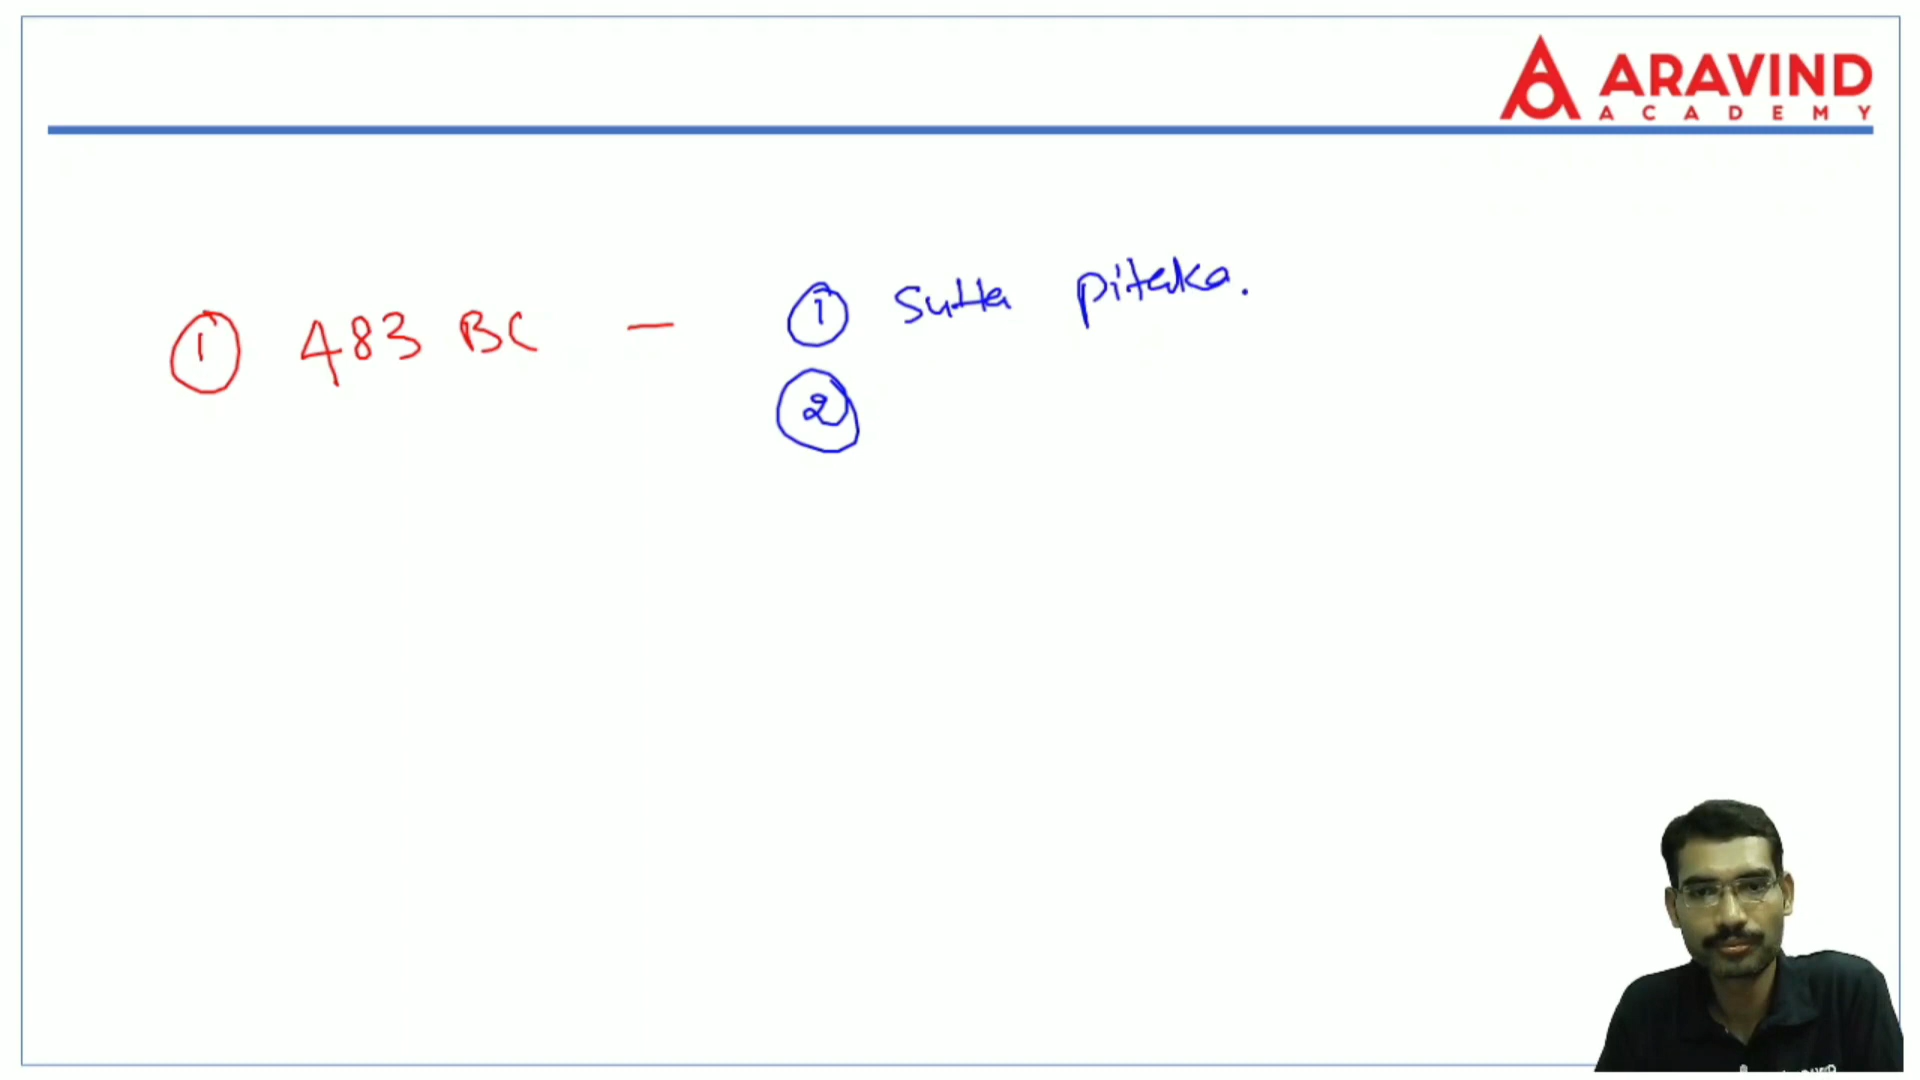 ARAVIND
ACADEMY
① 483 BC — ① Sutta Pitaka.
②